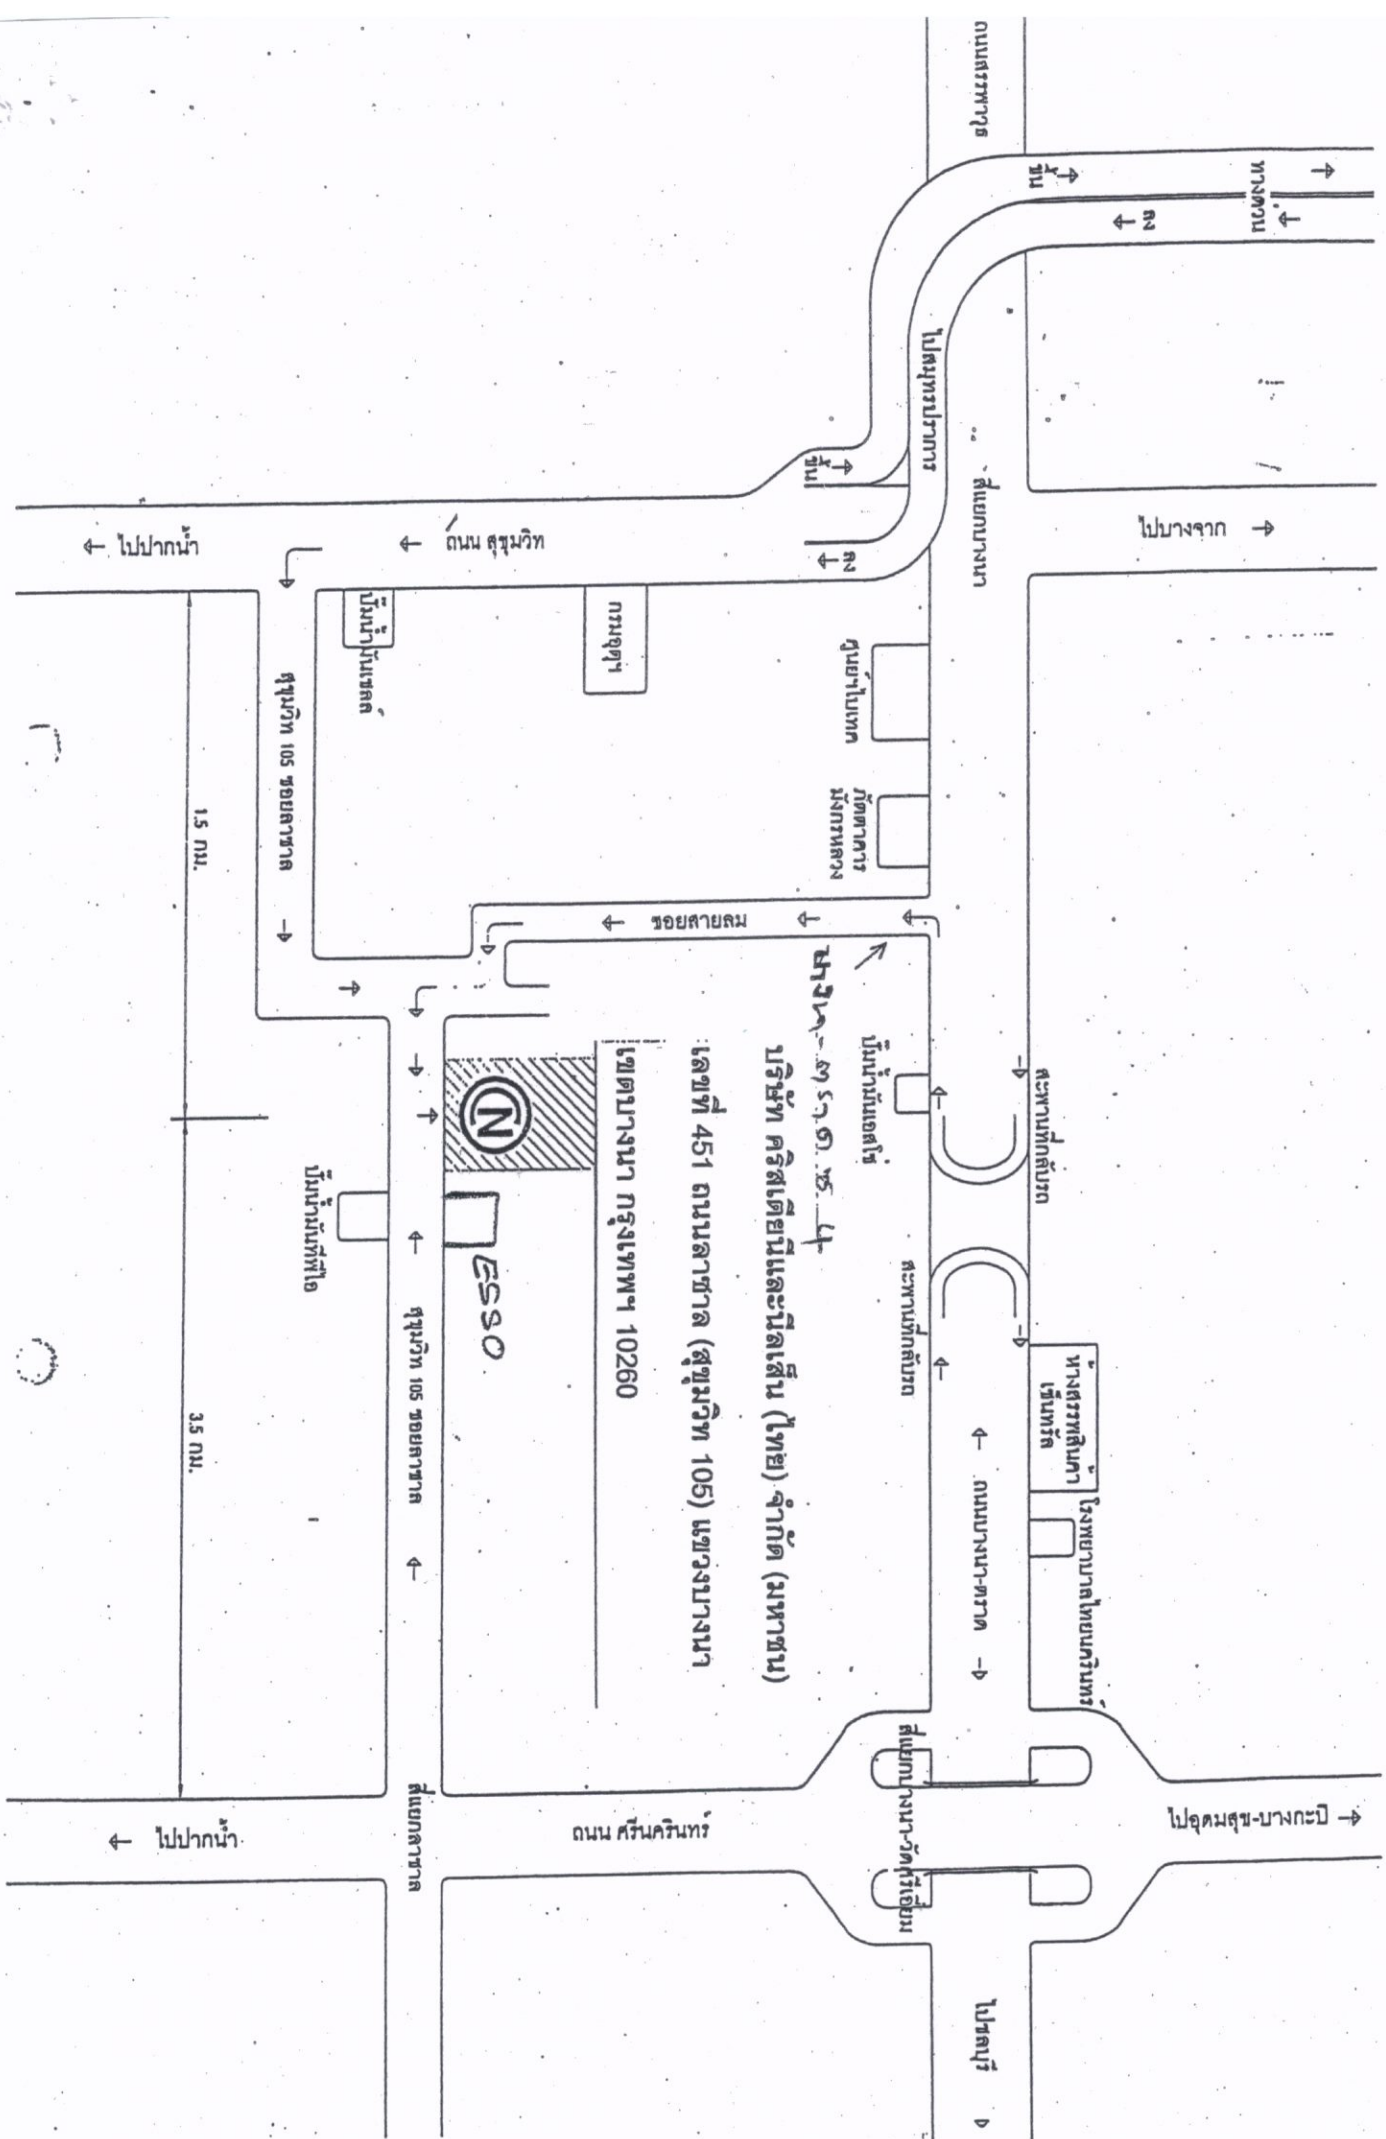 ถนนสรรพาวุธ
ทางด่วน
ขึ้น
ลง
ไปสมุทรปราการ
สี่แยกบางนา
ไปบางจาก
ขึ้น
ลง
ถนน สุขุมวิท
ไปปากน้ำ
ปั๊มน้ำมันเชลล์
กรมอุตุฯ
ศูนย์ฯไบเทค
ภัตตาคาร
มังกรหลวง
สุขุมวิท 105 ซอยลาซาล
1.5 กม.
ซอยสายลม
บางนา-ตราด ซ 4
ปั๊มน้ำมันเอสโซ่
สะพานที่กลับรถ
สะพานที่กลับรถ
ห้างสรรพสินค้า
เซ็นทรัล
โรงพยาบาลไทยนครินทร์
ถนนบางนา-ตราด
บริษัท คริสเตียนีและนีลเส็น (ไทย) จำกัด (มหาชน)
เลขที่ 451 ถนนลาซาล (สุขุมวิท 105) แขวงบางนา
เขตบางนา กรุงเทพฯ 10260
N
ESSO
ปั๊มน้ำมันทีพีไอ
สุขุมวิท 105 ซอยลาซาล
3.5 กม.
สี่แยกบางนา-วัดศรีเอี่ยม
ไปอุดมสุข-บางกะปิ
ถนน ศรีนครินทร์
สี่แยกลาซาล
ไปปากน้ำ
ไปชลบุรี